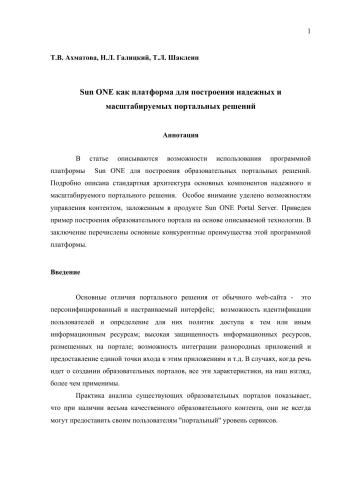 1
Т.В. Ахматова, Н.Л. Галицкий, Т.Л. Шаклеин
Sun ONE как платформа для построения надежных и
масштабируемых портальных решений
Аннотация
В статье описываются возможности использования программной
платформы Sun ONE для построения образовательных портальных решений.
Подробно описана стандартная архитектура основных компонентов надежного и
масштабируемого портального решения. Особое внимание уделено возможностям
управления контентом, заложенным в продукте Sun ONE Portal Server. Приведен
пример построения образовательного портала на основе описываемой технологии. В
заключение перечислены основные конкурентные преимущества этой программной
платформы.
Введение
Основные отличия портального решения от обычного web-сайта - это
персонифицированный и настраиваемый интерфейс; возможность идентификации
пользователей и определение для них политик доступа к тем или иным
информационным ресурсам; высокая защищенность информационных ресурсов,
размещенных на портале; возможность интеграции разнородных приложений и
предоставление единой точки входа к этим приложениям и т.д. В случаях, когда речь
идет о создании образовательных порталов, все эти характеристики, на наш взгляд,
более чем применимы.
Практика анализа существующих образовательных порталов показывает,
что при наличии весьма качественного образовательного контента, они не всегда
могут предоставить своим пользователям "портальный" уровень сервисов.